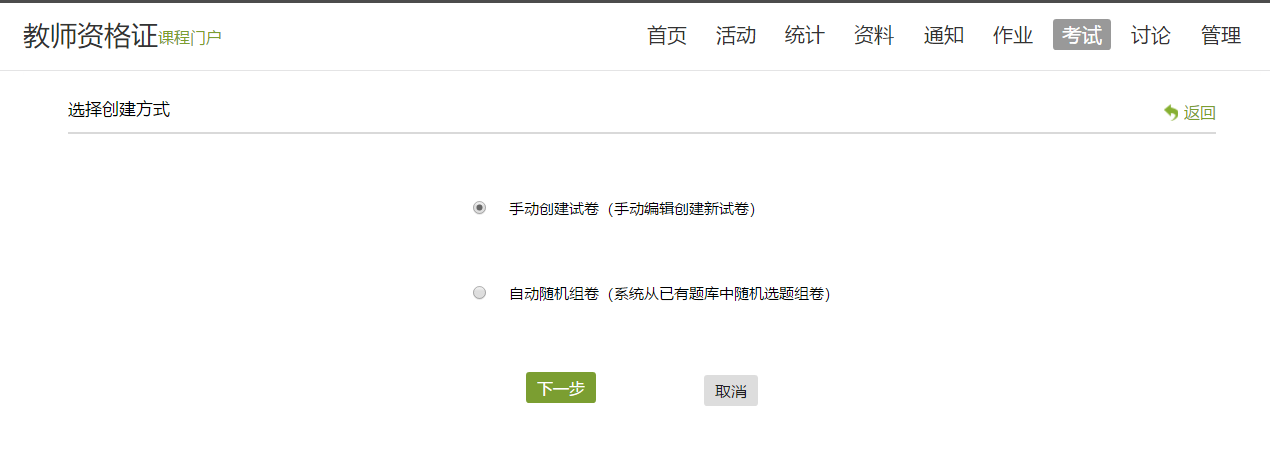 教师资格证课程门户 首页 活动 统计 资料 通知 作业 考试 讨论 管理
选择创建方式 返回
手动创建试卷（手动编辑创建新试卷）
自动随机组卷（系统从已有题库中随机选题组卷）
下一步 取消